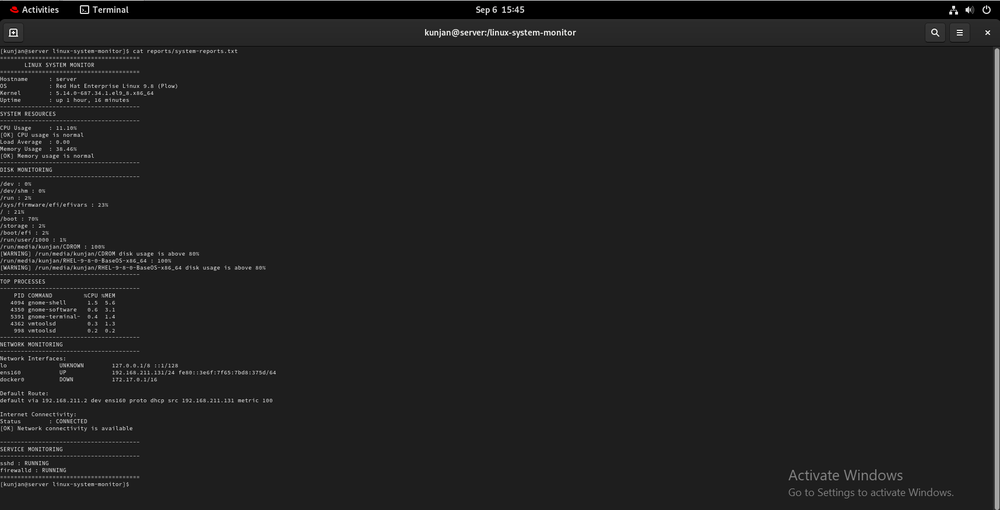 Activities Terminal Sep 6 15:45
kunjan@server:/linux-system-monitor
[kunjan@server linux-system-monitor]$ cat reports/system-reports.txt
========================================
       LINUX SYSTEM MONITOR
========================================
Hostname      : server
OS            : Red Hat Enterprise Linux 9.8 (Plow)
Kernel        : 5.14.0-687.34.1.el9_8.x86_64
Uptime        : up 1 hour, 16 minutes
----------------------------------------
SYSTEM RESOURCES
----------------------------------------
CPU Usage     : 11.10%
[OK] CPU usage is normal
Load Average  : 0.00
Memory Usage  : 38.46%
[OK] Memory usage is normal
----------------------------------------
DISK MONITORING
----------------------------------------
/dev : 0%
/dev/shm : 0%
/run : 2%
/sys/firmware/efi/efivars : 23%
/ : 21%
/boot : 70%
/storage : 2%
/boot/efi : 2%
/run/user/1000 : 1%
/run/media/kunjan/CDROM : 100%
[WARNING] /run/media/kunjan/CDROM disk usage is above 80%
/run/media/kunjan/RHEL-9-8-0-BaseOS-x86_64 : 100%
[WARNING] /run/media/kunjan/RHEL-9-8-0-BaseOS-x86_64 disk usage is above 80%
----------------------------------------
TOP PROCESSES
----------------------------------------
    PID COMMAND         %CPU %MEM
   4094 gnome-shell      1.5  5.6
   4350 gnome-software   0.6  3.1
   5391 gnome-terminal-  0.4  1.4
   4362 vmtoolsd         0.3  1.3
    998 vmtoolsd         0.2  0.2
----------------------------------------
NETWORK MONITORING
----------------------------------------
Network Interfaces:
lo               UNKNOWN        127.0.0.1/8 ::1/128
ens160           UP             192.168.211.131/24 fe80::3e6f:7f65:7bd8:375d/64
docker0          DOWN           172.17.0.1/16
Default Route:
default via 192.168.211.2 dev ens160 proto dhcp src 192.168.211.131 metric 100
Internet Connectivity:
Status        : CONNECTED
[OK] Network connectivity is available
----------------------------------------
SERVICE MONITORING
----------------------------------------
sshd : RUNNING
firewalld : RUNNING
========================================
[kunjan@server linux-system-monitor]$
Activate Windows
Go to Settings to activate Windows.